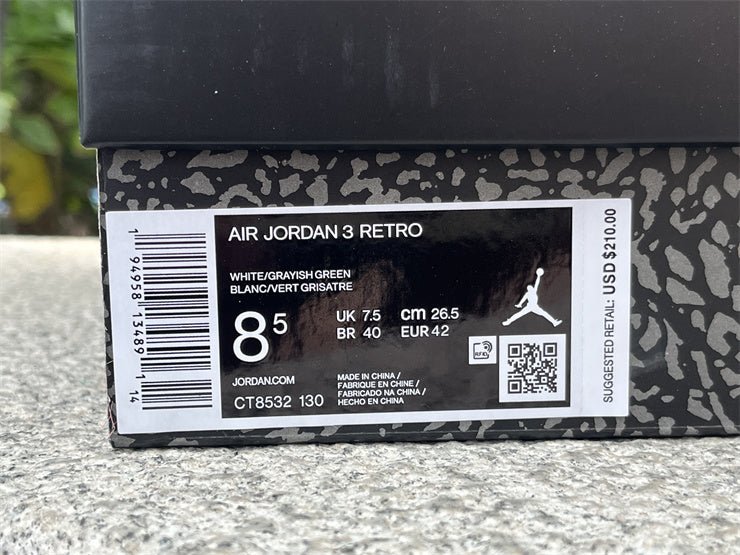 AIR JORDAN 3 RETRO
WHITE/GRAYISH GREEN
BLANC/VERT GRISATRE
8 5
UK 7.5 cm 26.5
BR 40 EUR 42
RFID
JORDAN.COM
CT8532 130
MADE IN CHINA /
FABRIQUE EN CHINE /
FABRICADO NA CHINA /
HECHO EN CHINA
SUGGESTED RETAIL: USD $210.00
1 94958 13489 1 14